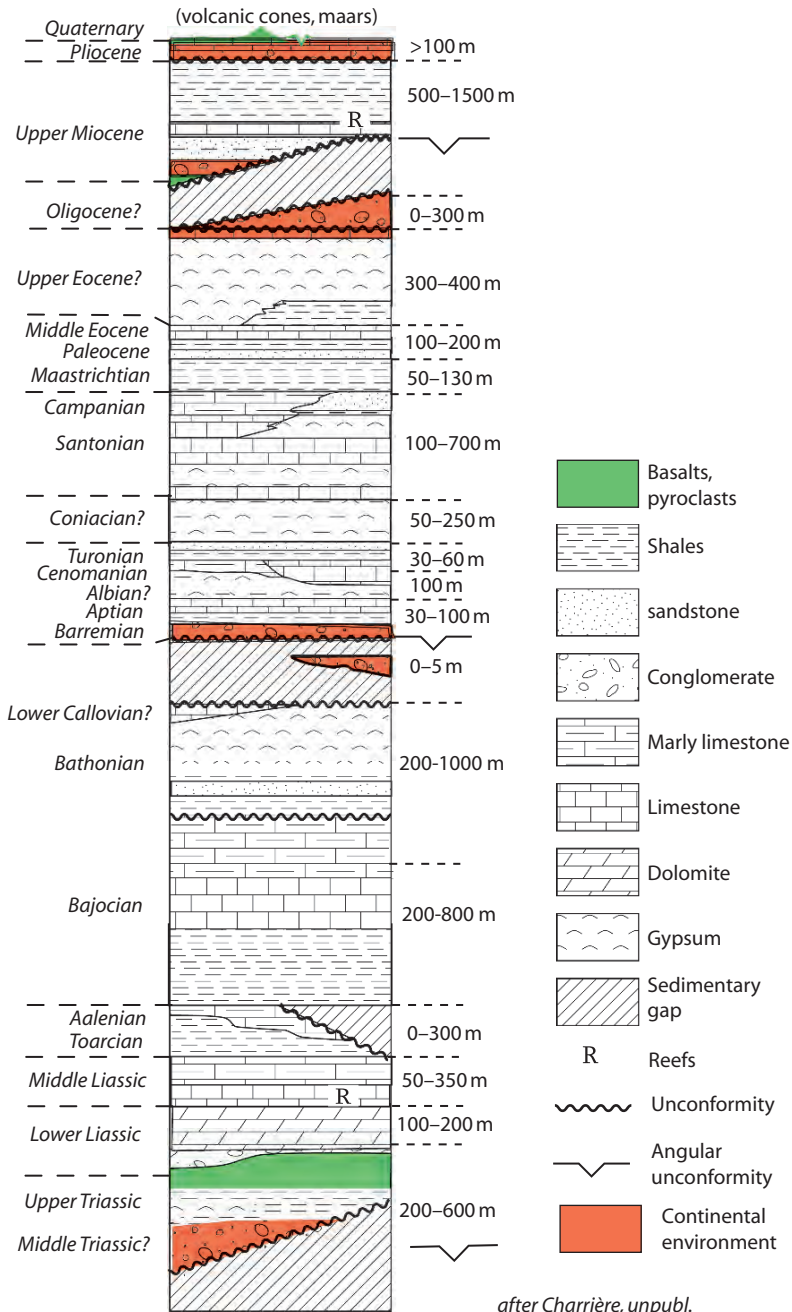 (volcanic cones, maars)
Quaternary
Pliocene
>100 m
500–1500 m
Upper Miocene
R
Oligocene?
0–300 m
Upper Eocene?
300–400 m
Middle Eocene
Paleocene
100–200 m
Maastrichtian
50–130 m
Campanian
Santonian
100–700 m
Coniacian?
50–250 m
Turonian
30–60 m
Cenomanian
100 m
Albian?
Aptian
30–100 m
Barremian
0–5 m
Lower Callovian?
Bathonian
200-1000 m
Bajocian
200-800 m
Aalenian
Toarcian
0–300 m
Middle Liassic
50–350 m
R
Lower Liassic
100–200 m
Upper Triassic
200–600 m
Middle Triassic?
Basalts,
pyroclasts
Shales
sandstone
Conglomerate
Marly limestone
Limestone
Dolomite
Gypsum
Sedimentary
gap
R Reefs
Unconformity
Angular
unconformity
Continental
environment
after Charrière, unpubl.